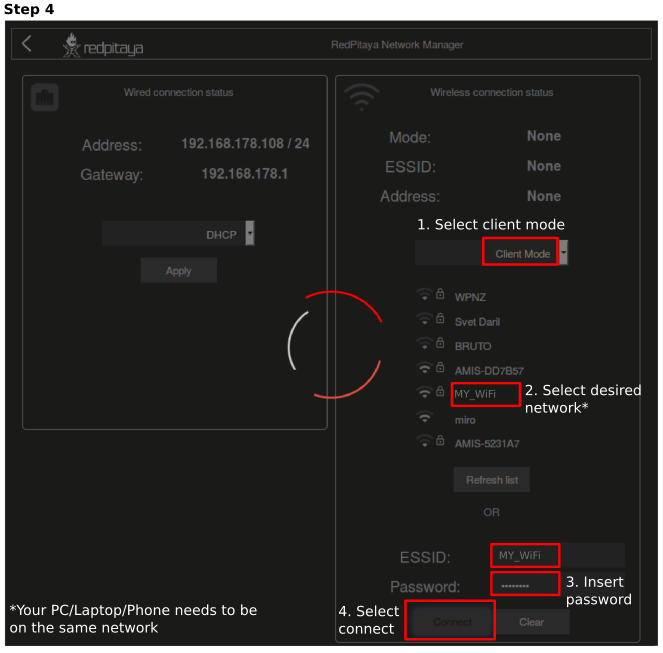 Step 4
redpitaya
RedPitaya Network Manager
Wired connection status
Address: 192.168.178.108 / 24
Gateway: 192.168.178.1
DHCP
Apply
Wireless connection status
Mode: None
ESSID: None
Address: None
1. Select client mode
Client Mode
WPNZ
Svet Daril
BRUTO
AMIS-DD7B57
MY_WiFi
2. Select desired
network*
miro
AMIS-5231A7
Refresh list
OR
ESSID: MY_WiFi
Password: ********
3. Insert
password
4. Select
connect
Connect
Clear
*Your PC/Laptop/Phone needs to be
on the same network